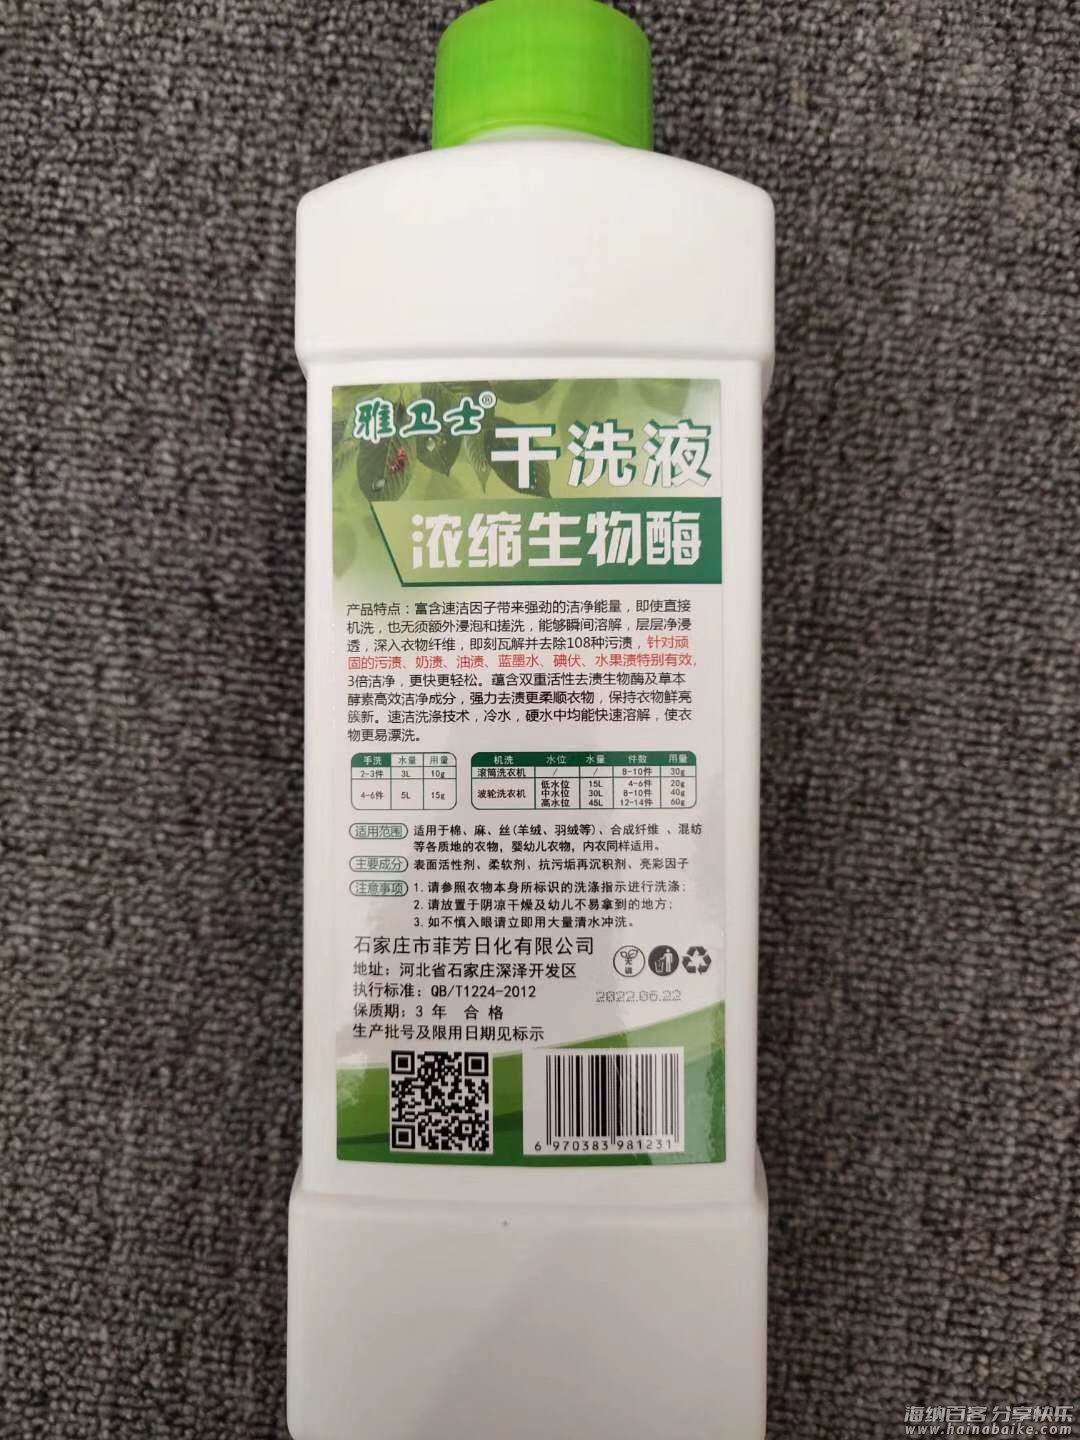 雅卫士®
干洗液
浓缩生物酶
产品特点：富含速洁因子带来强劲的洁净能量，即使直接
机洗，也无须额外浸泡和搓洗，能够瞬间溶解，层层净浸
透，深入衣物纤维，即刻瓦解并去除108种污渍，针对顽
固的污渍、奶渍、油渍、蓝墨水、碘伏、水果渍特别有效，
3倍洁净，更快更轻松。蕴含双重活性去渍生物酶及草本
酵素高效洁净成分，强力去渍更柔顺衣物，保持衣物鲜亮
簇新。速洁洗涤技术，冷水，硬水中均能快速溶解，使衣
物更易漂洗。
手洗 水量 用量
2-3件 3L 10g
4-6件 5L 15g
机洗 水位 水量 件数 用量
滚筒洗衣机 / / 8-10件 30g
波轮洗衣机 低水位 15L 4-6件 20g
中水位 30L 8-10件 40g
高水位 45L 12-14件 60g
适用范围 适用于棉、麻、丝(羊绒、羽绒等)、合成纤维、混纺
等各质地的衣物，婴幼儿衣物，内衣同样适用。
主要成分 表面活性剂、柔软剂、抗污垢再沉积剂、亮彩因子
注意事项 1.请参照衣物本身所标识的洗涤指示进行洗涤；
2.请放置于阴凉干燥及幼儿不易拿到的地方；
3.如不慎入眼请立即用大量清水冲洗。
石家庄市菲芳日化有限公司
地址：河北省石家庄深泽开发区
执行标准：QB/T1224-2012
保质期：3 年 合 格
生产批号及限用日期见标示
无磷
2022.06.22
6 970383 981231
海纳百客 分享快乐
www.hainabaike.com